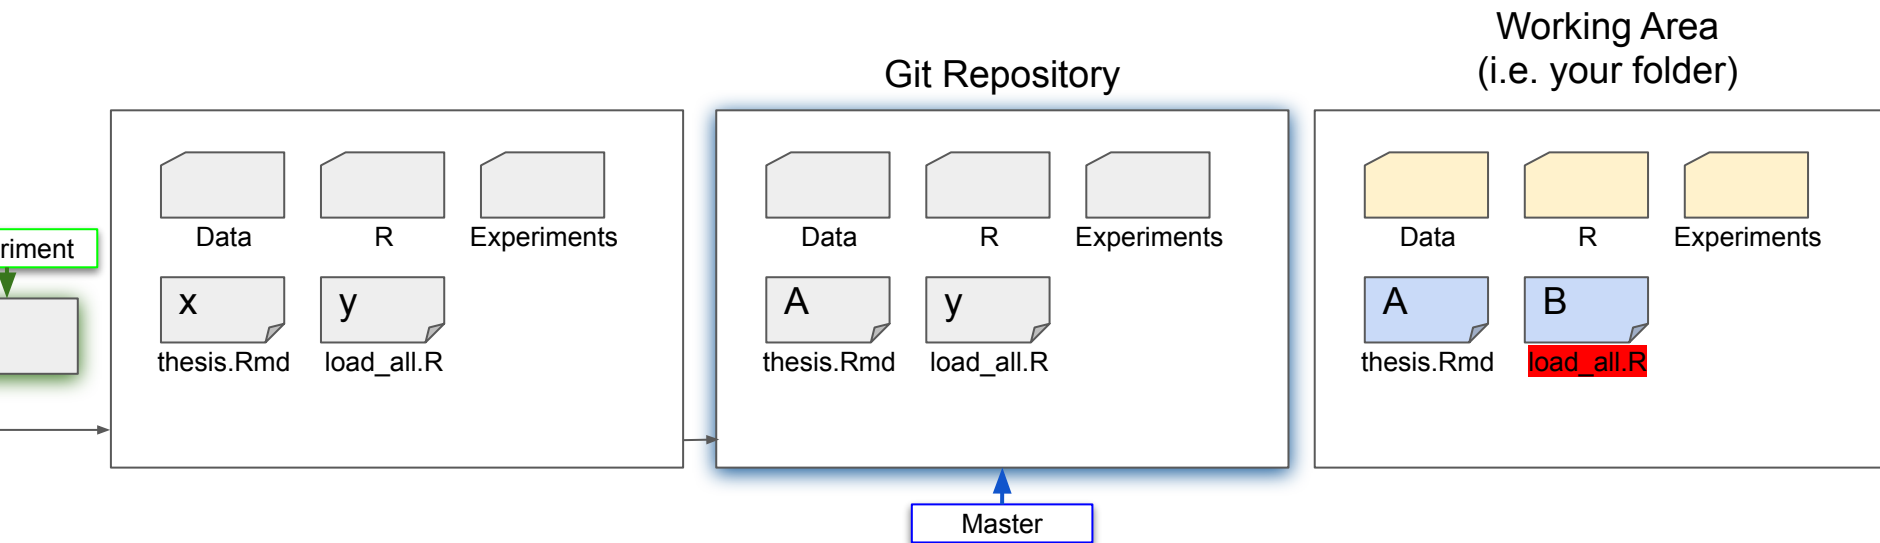 Working Area
(i.e. your folder)
Git Repository
Data R Experiments
Data R Experiments
Data R Experiments
riment
x y
A y
A B
thesis.Rmd load_all.R
thesis.Rmd load_all.R
thesis.Rmd load_all.R
Master